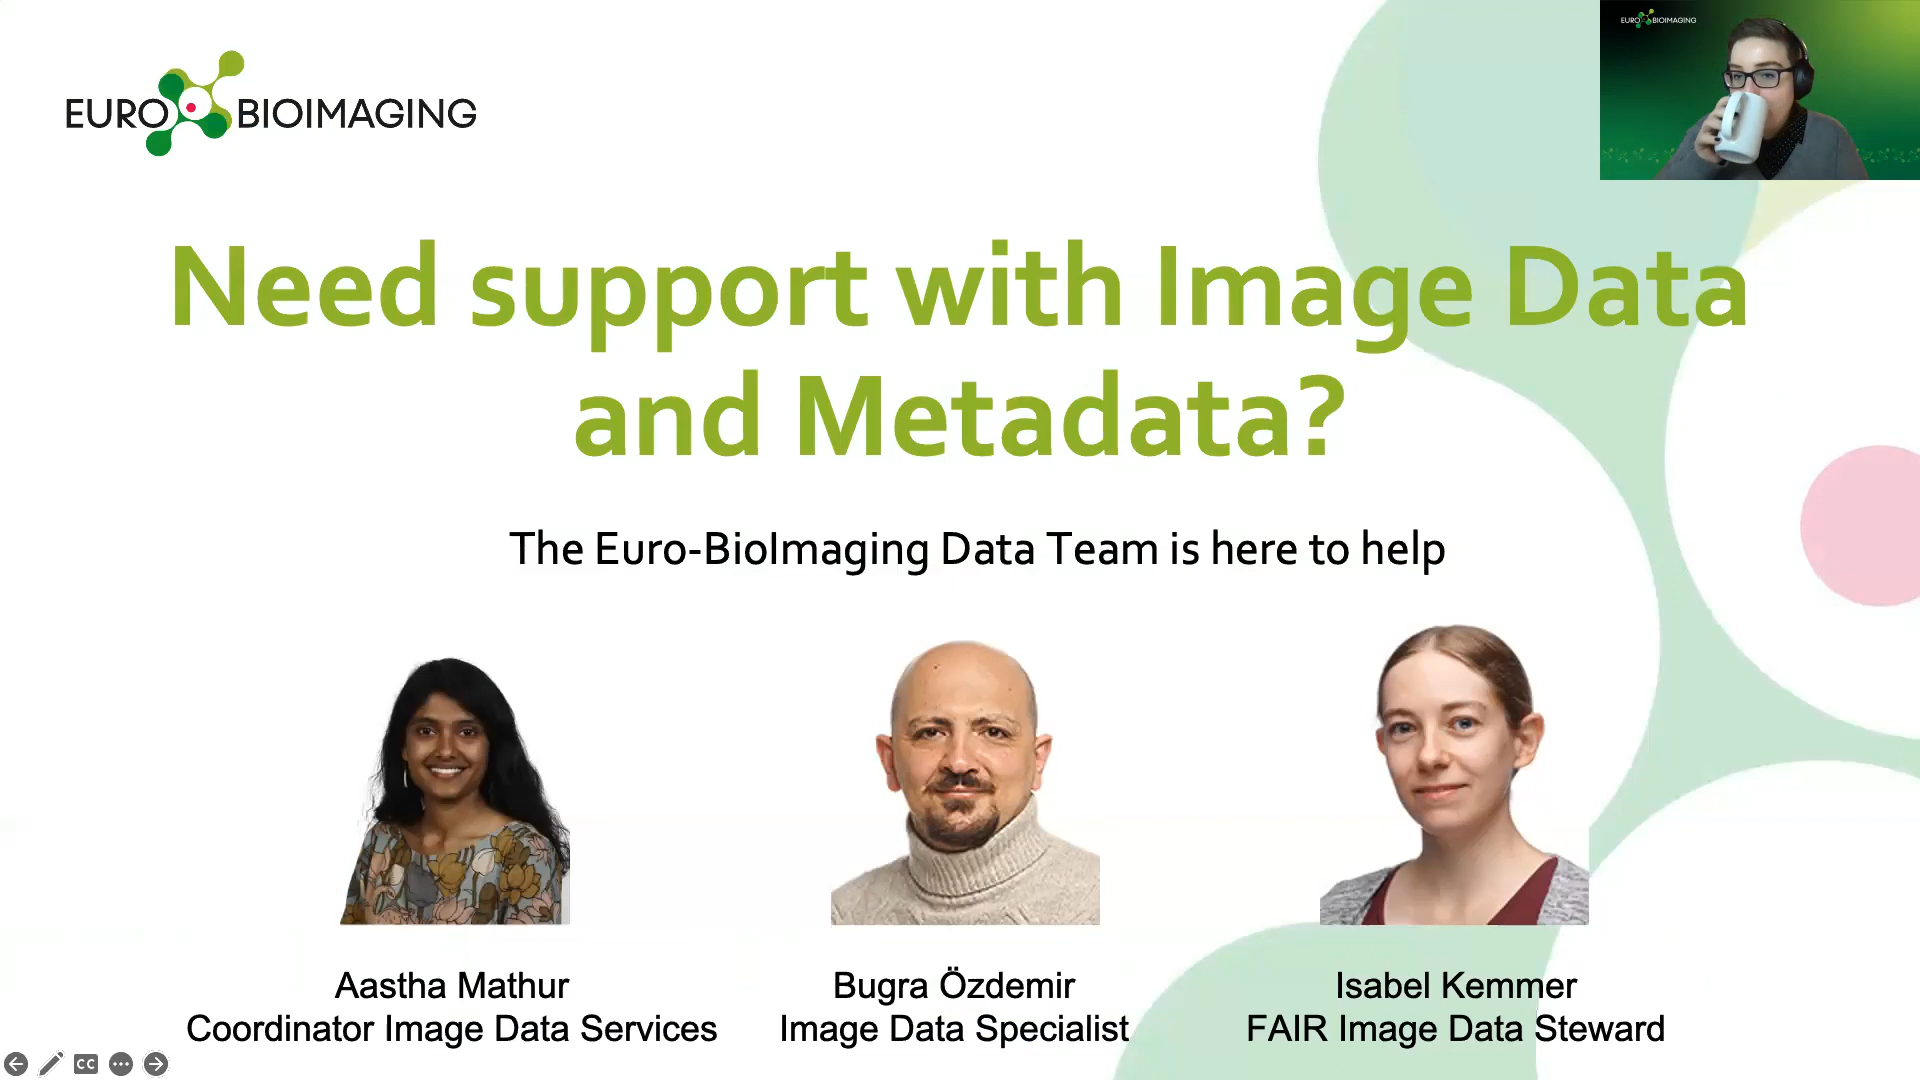 EURO BIOIMAGING
EURO BIOIMAGING
Need support with Image Data
and Metadata?
The Euro-BioImaging Data Team is here to help
Aastha Mathur
Coordinator Image Data Services
Bugra Özdemir
Image Data Specialist
Isabel Kemmer
FAIR Image Data Steward
CC